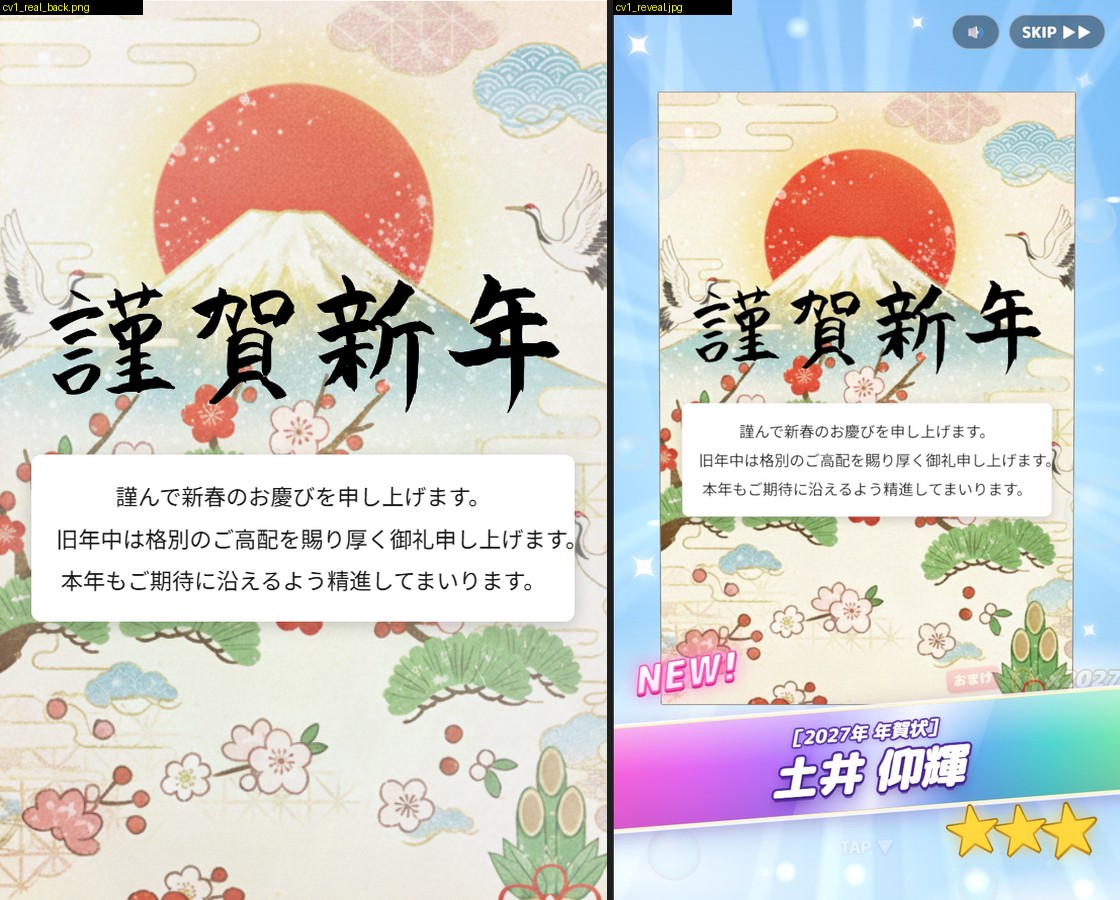 cv1_real_back.png
謹賀新年
謹んで新春のお慶びを申し上げます。
旧年中は格別のご高配を賜り厚く御礼申し上げます。
本年もご期待に沿えるよう精進してまいります。
cv1_reveal.jpg
SKIP
謹賀新年
謹んで新春のお慶びを申し上げます。
旧年中は格別のご高配を賜り厚く御礼申し上げます。
本年もご期待に沿えるよう精進してまいります。
NEW!
おまけ
2027
[2027年 年賀状]
土井 仰輝
TAP ▼